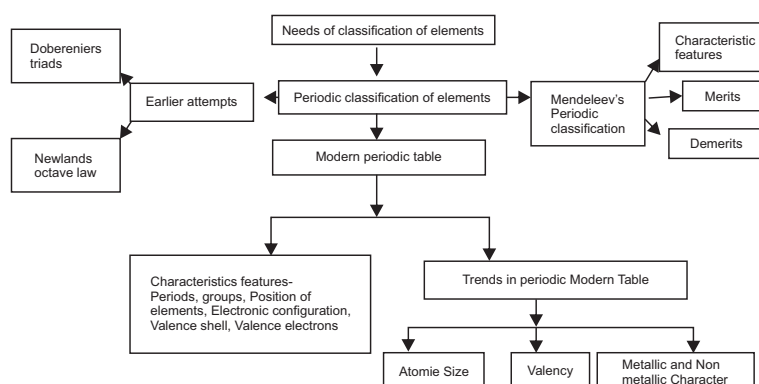 Needs of classification of elements
Dobereniers
triads
Earlier attempts
Periodic classification of elements
Mendeleev's
Periodic
classification
Characteristic
features
Merits
Demerits
Newlands
octave law
Modern periodic table
Characteristics features-
Periods, groups, Position of
elements, Electronic configuration,
Valence shell, Valence electrons
Trends in periodic Modern Table
Atomie Size
Valency
Metallic and Non
metallic Character